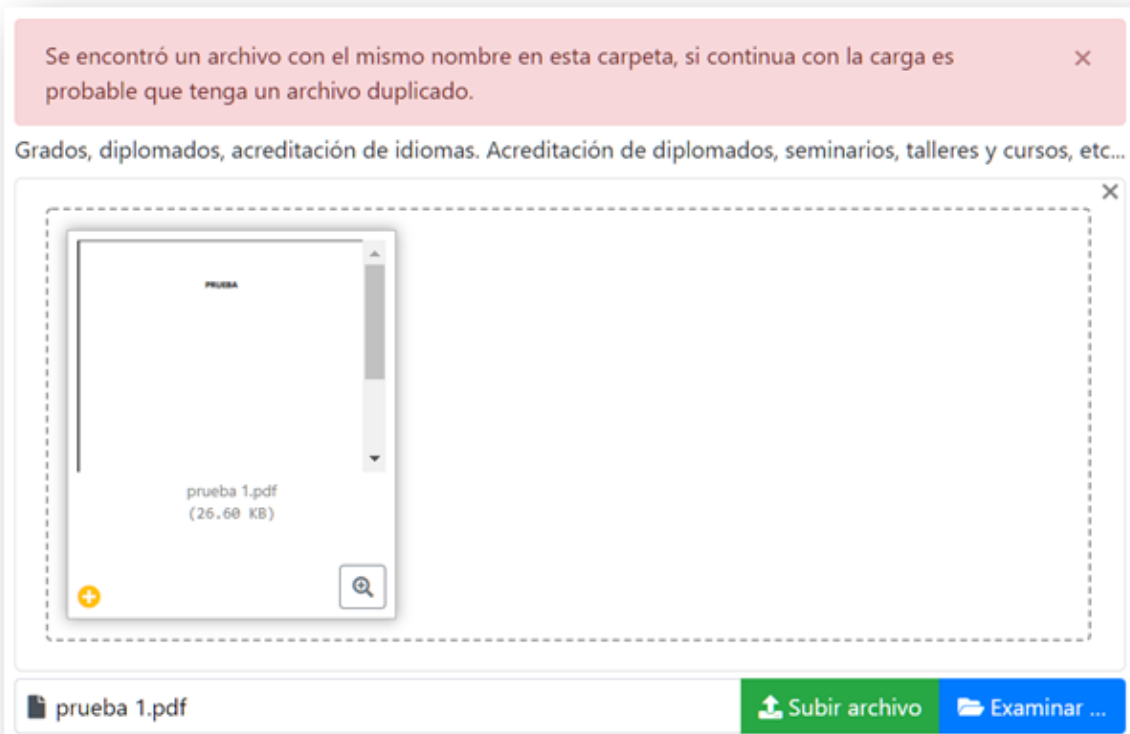 Se encontró un archivo con el mismo nombre en esta carpeta, si continua con la carga es
probable que tenga un archivo duplicado.
Grados, diplomados, acreditación de idiomas. Acreditación de diplomados, seminarios, talleres y cursos, etc...
PRUEBA
prueba 1.pdf
(26.60 KB)
prueba 1.pdf
Subir archivo
Examinar ...